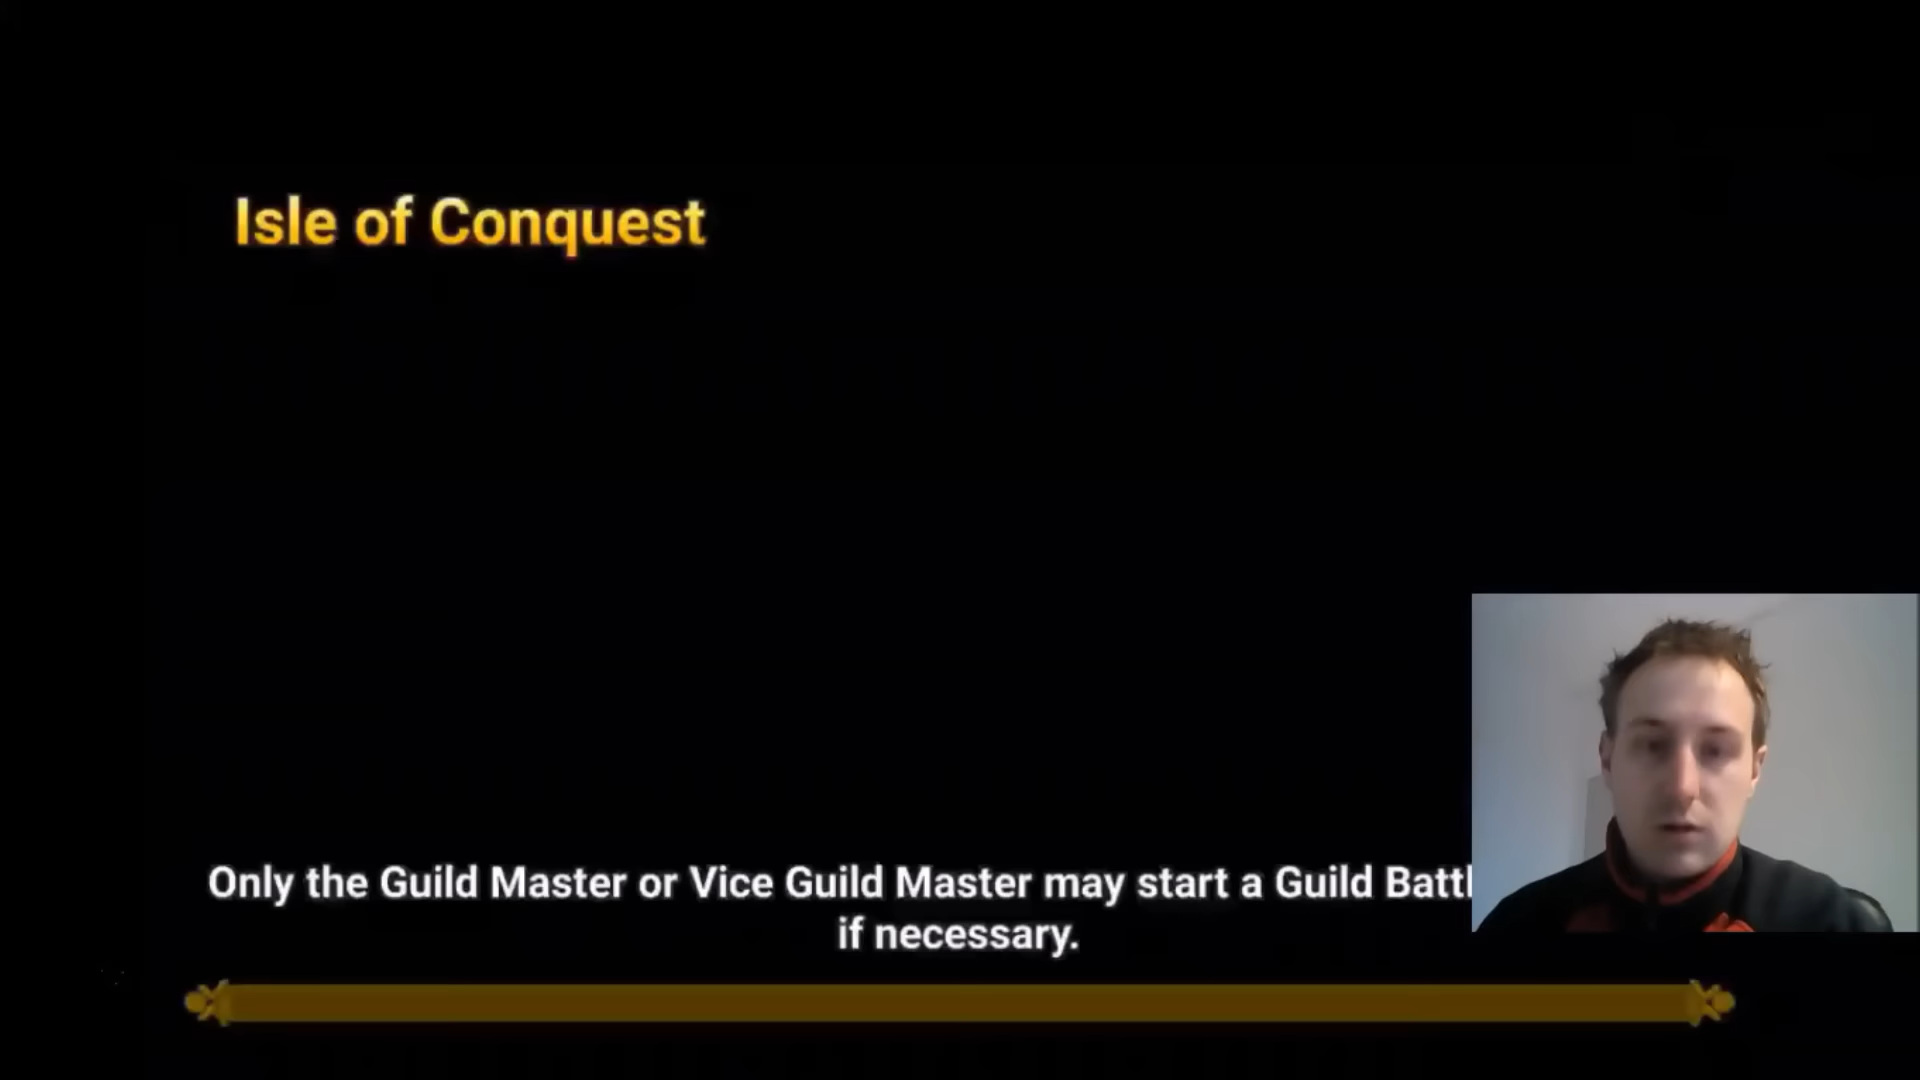 Isle of Conquest
Only the Guild Master or Vice Guild Master may start a Guild
if necessary.